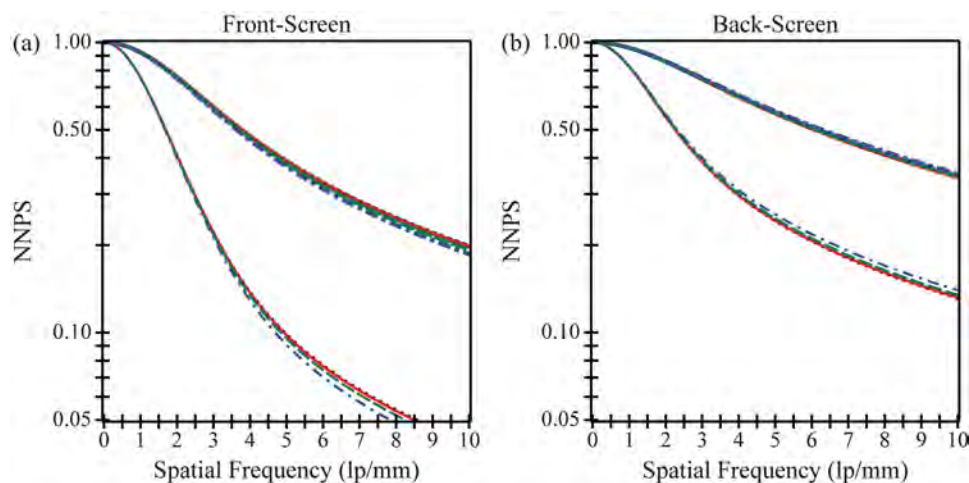 Front-Screen
Back-Screen
(a)
(b)
1.00
0.50
0.10
0.05
NNPS
0 1 2 3 4 5 6 7 8 9 10
Spatial Frequency (lp/mm)
1.00
0.50
0.10
0.05
NNPS
0 1 2 3 4 5 6 7 8 9 10
Spatial Frequency (lp/mm)